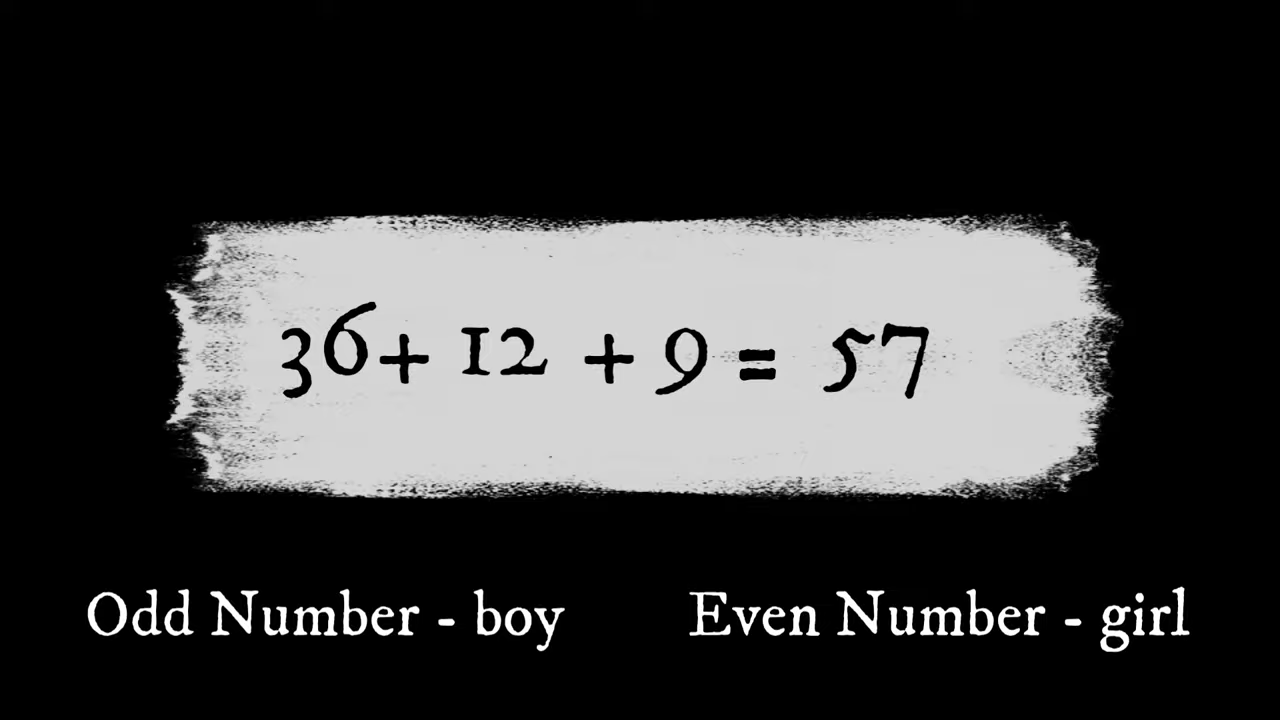 36+ 12 + 9 = 57
Odd Number - boy
Even Number - girl